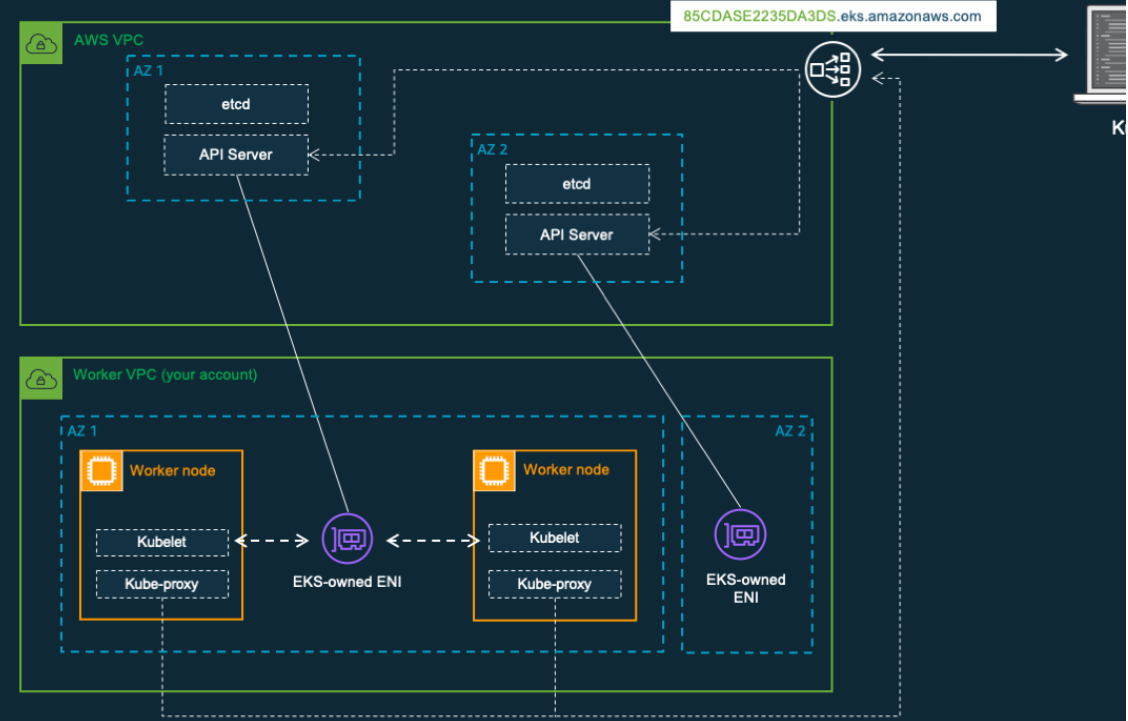 85CDASE2235DA3DS.eks.amazonaws.com
AWS VPC
AZ 1
etcd
API Server
AZ 2
etcd
API Server
Worker VPC (your account)
AZ 1
Worker node
Kubelet
Kube-proxy
EKS-owned ENI
Worker node
Kubelet
Kube-proxy
AZ 2
EKS-owned
ENI